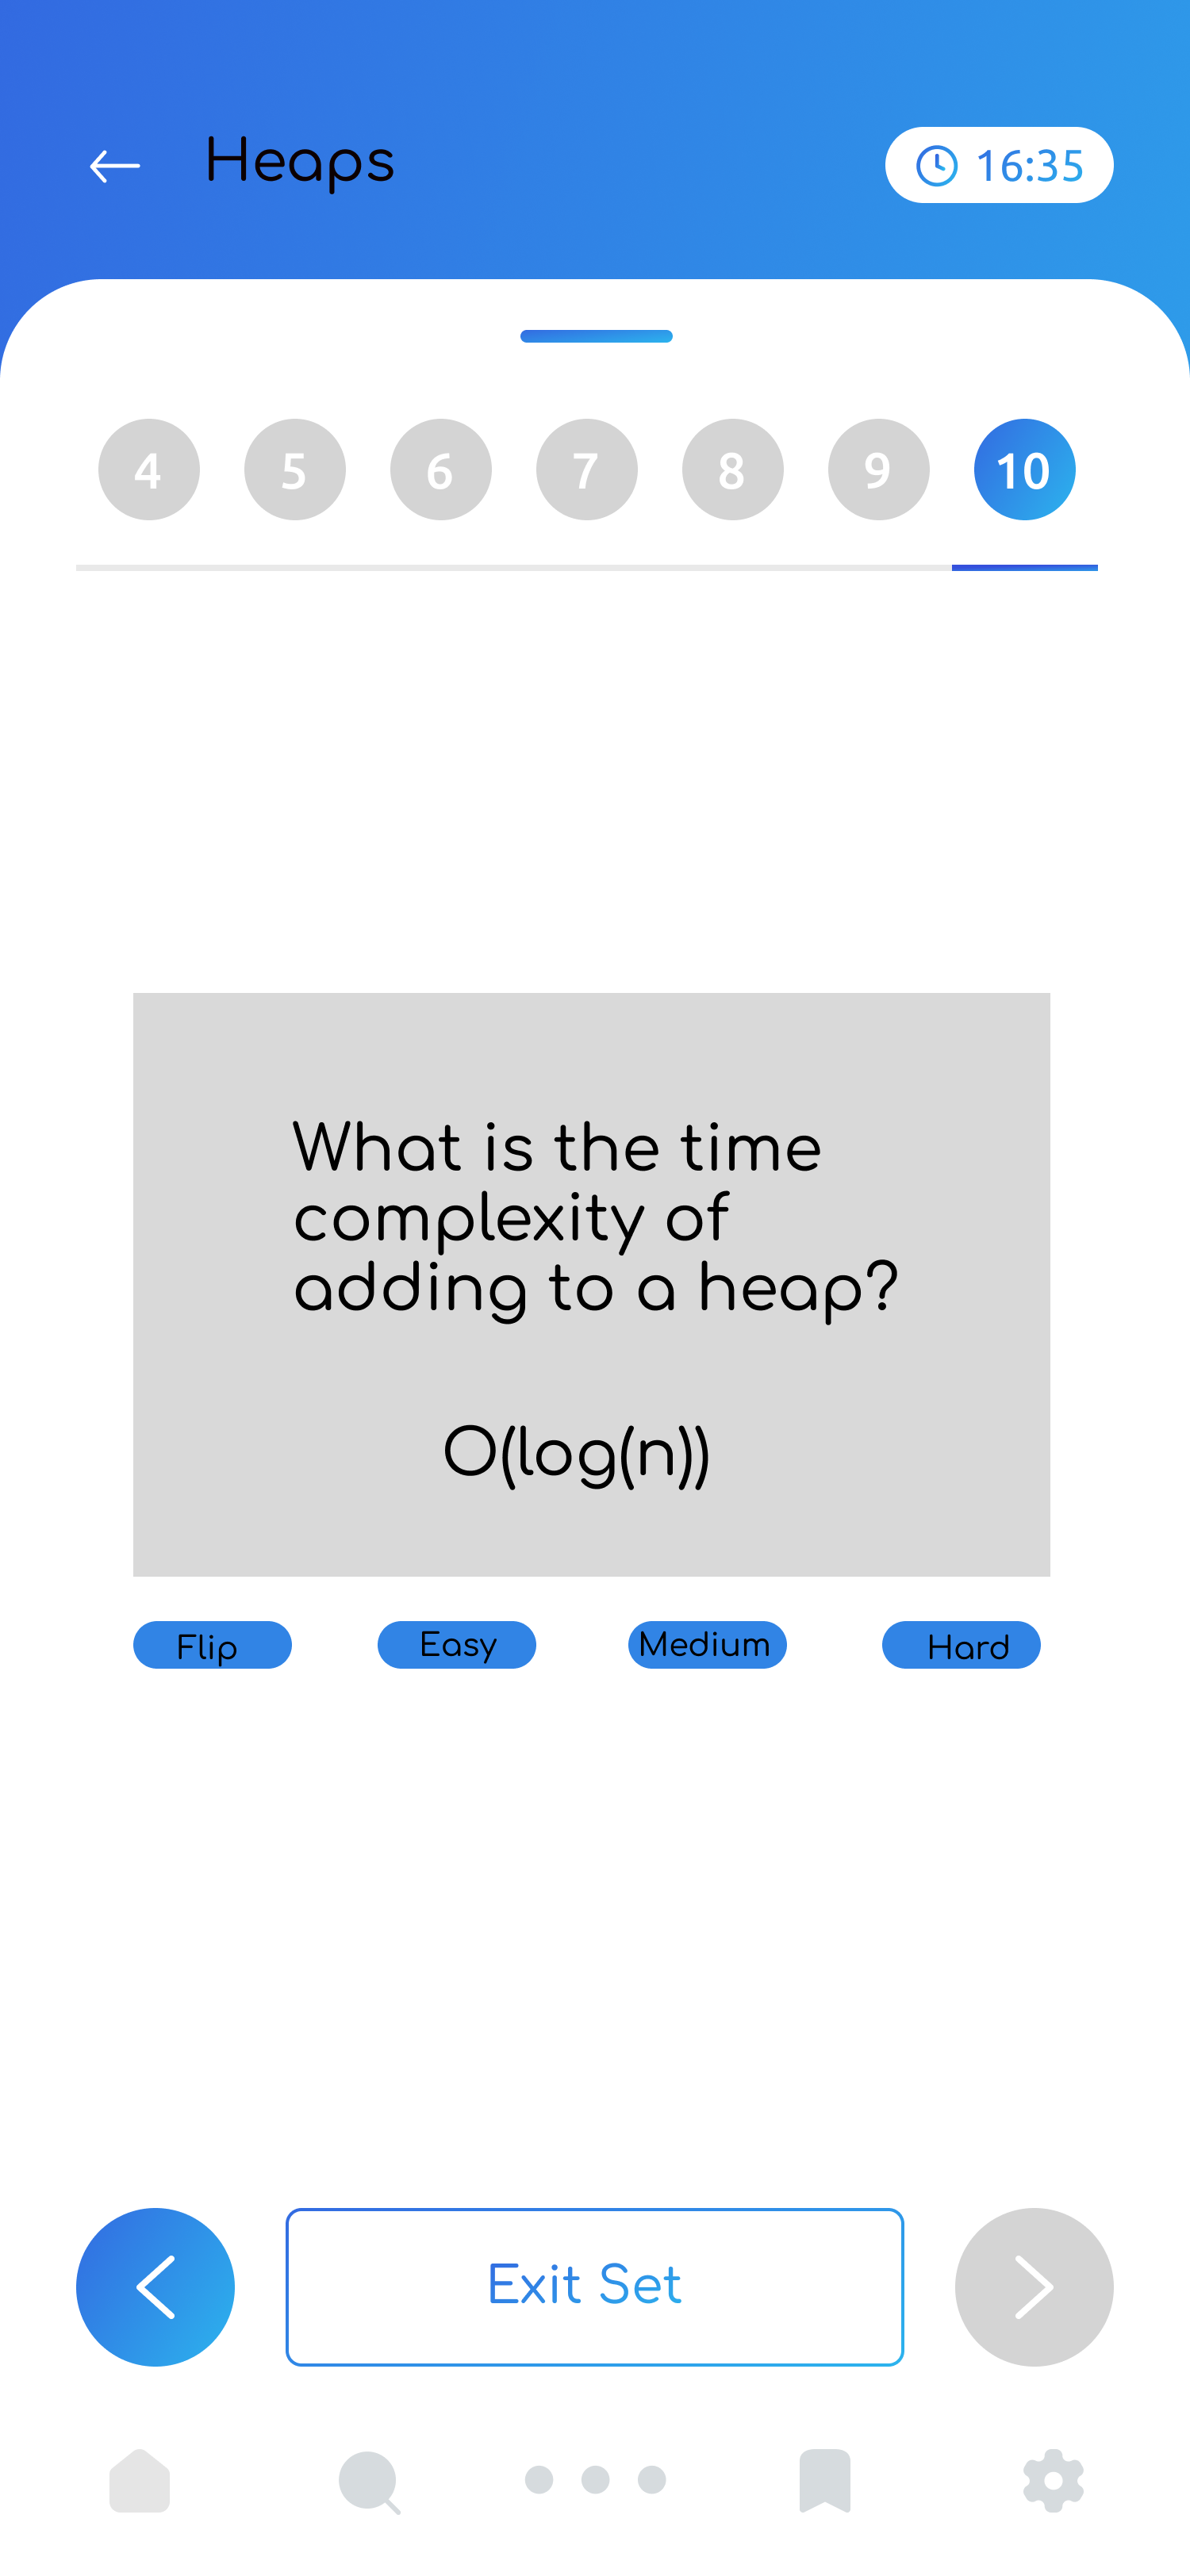 Heaps
16:35
4 5 6 7 8 9 10
What is the time
complexity of
adding to a heap?
O(log(n))
Flip Easy Medium Hard
Exit Set